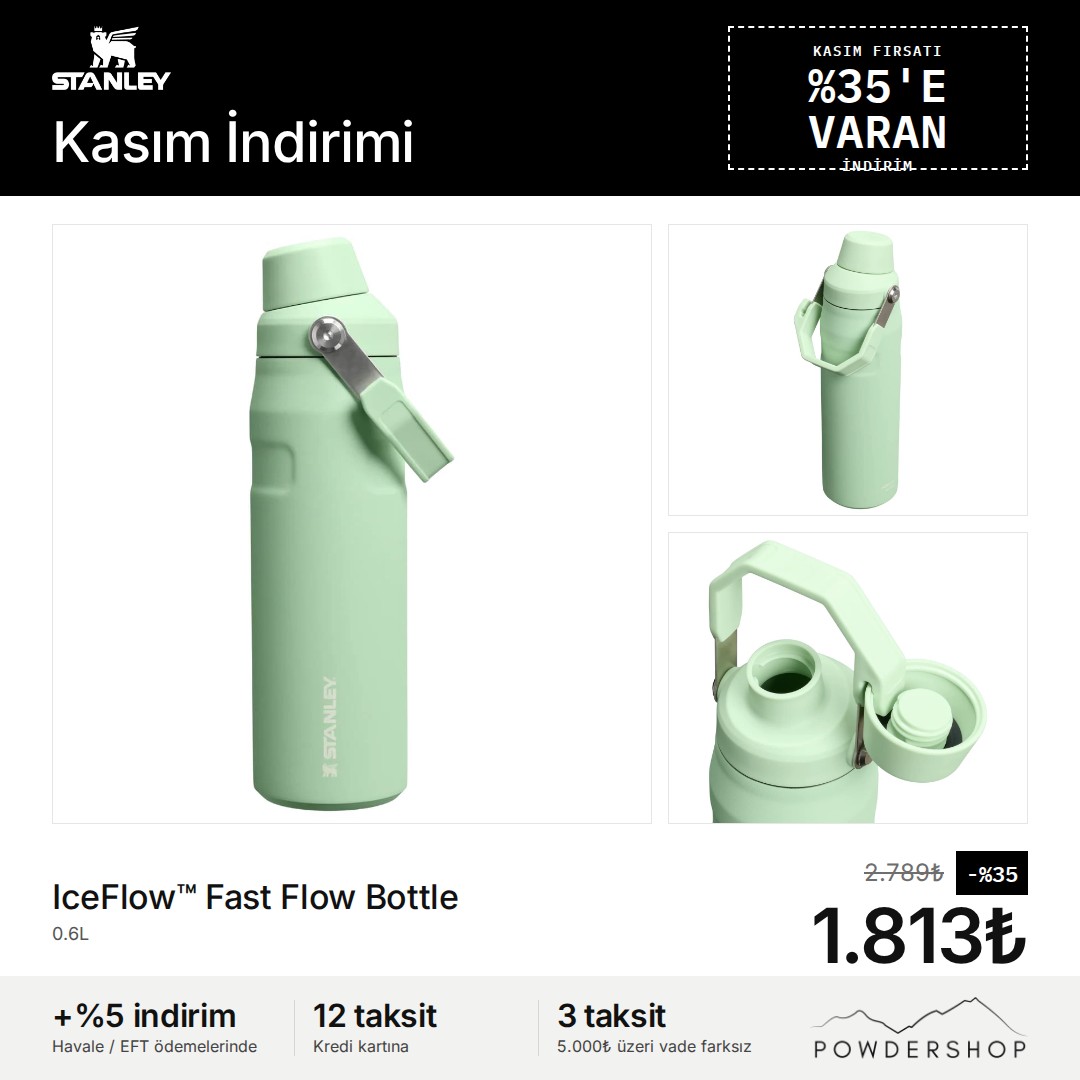 STANLEY
Kasım İndirimi
KASIM FIRSATI
%35'E
VARAN
İNDİRİM
STANLEY
IceFlow™ Fast Flow Bottle
0.6L
2.789₺
-%35
1.813₺
+%5 indirim
Havale / EFT ödemelerinde
12 taksit
Kredi kartına
3 taksit
5.000₺ üzeri vade farksız
POWDERSHOP